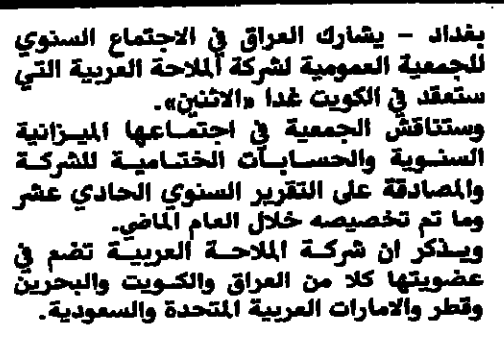 بغداد – يشارك العراق في الاجتماع السنوي
للجمعية العمومية لشركة الملاحة العربية التي
ستعقد في الكويت غدا «الاثنين».
وستناقش الجمعية في اجتماعها الميزانية
السنوية والحسابات الختامية للشركة
والمصادقة على التقرير السنوي الحادي عشر
وما تم تخصيصه خلال العام الماضي.
ويذكر ان شركة الملاحة العربية تضم في
عضويتها كلا من العراق والكويت والبحرين
وقطر والامارات العربية المتحدة والسعودية.